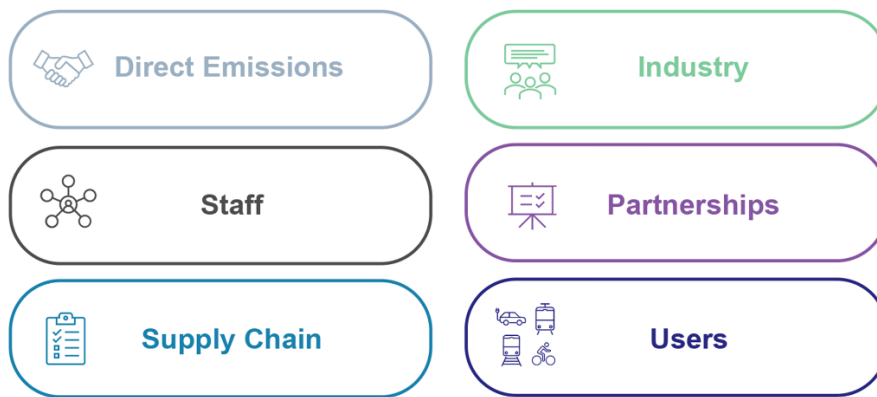 Direct Emissions
Industry
Staff
Partnerships
Supply Chain
Users